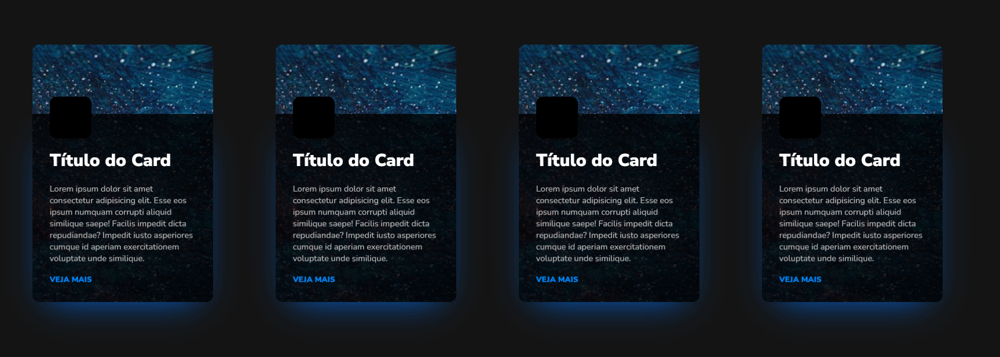 Título do Card
Lorem ipsum dolor sit amet
consectetur adipisicing elit. Esse eos
ipsum numquam corrupti aliquid
similique saepe! Facilis impedit dicta
repudiandae? Impedit iusto asperiores
cumque id aperiam exercitationem
voluptate unde similique.
VEJA MAIS
Título do Card
Lorem ipsum dolor sit amet
consectetur adipisicing elit. Esse eos
ipsum numquam corrupti aliquid
similique saepe! Facilis impedit dicta
repudiandae? Impedit iusto asperiores
cumque id aperiam exercitationem
voluptate unde similique.
VEJA MAIS
Título do Card
Lorem ipsum dolor sit amet
consectetur adipisicing elit. Esse eos
ipsum numquam corrupti aliquid
similique saepe! Facilis impedit dicta
repudiandae? Impedit iusto asperiores
cumque id aperiam exercitationem
voluptate unde similique.
VEJA MAIS
Título do Card
Lorem ipsum dolor sit amet
consectetur adipisicing elit. Esse eos
ipsum numquam corrupti aliquid
similique saepe! Facilis impedit dicta
repudiandae? Impedit iusto asperiores
cumque id aperiam exercitationem
voluptate unde similique.
VEJA MAIS